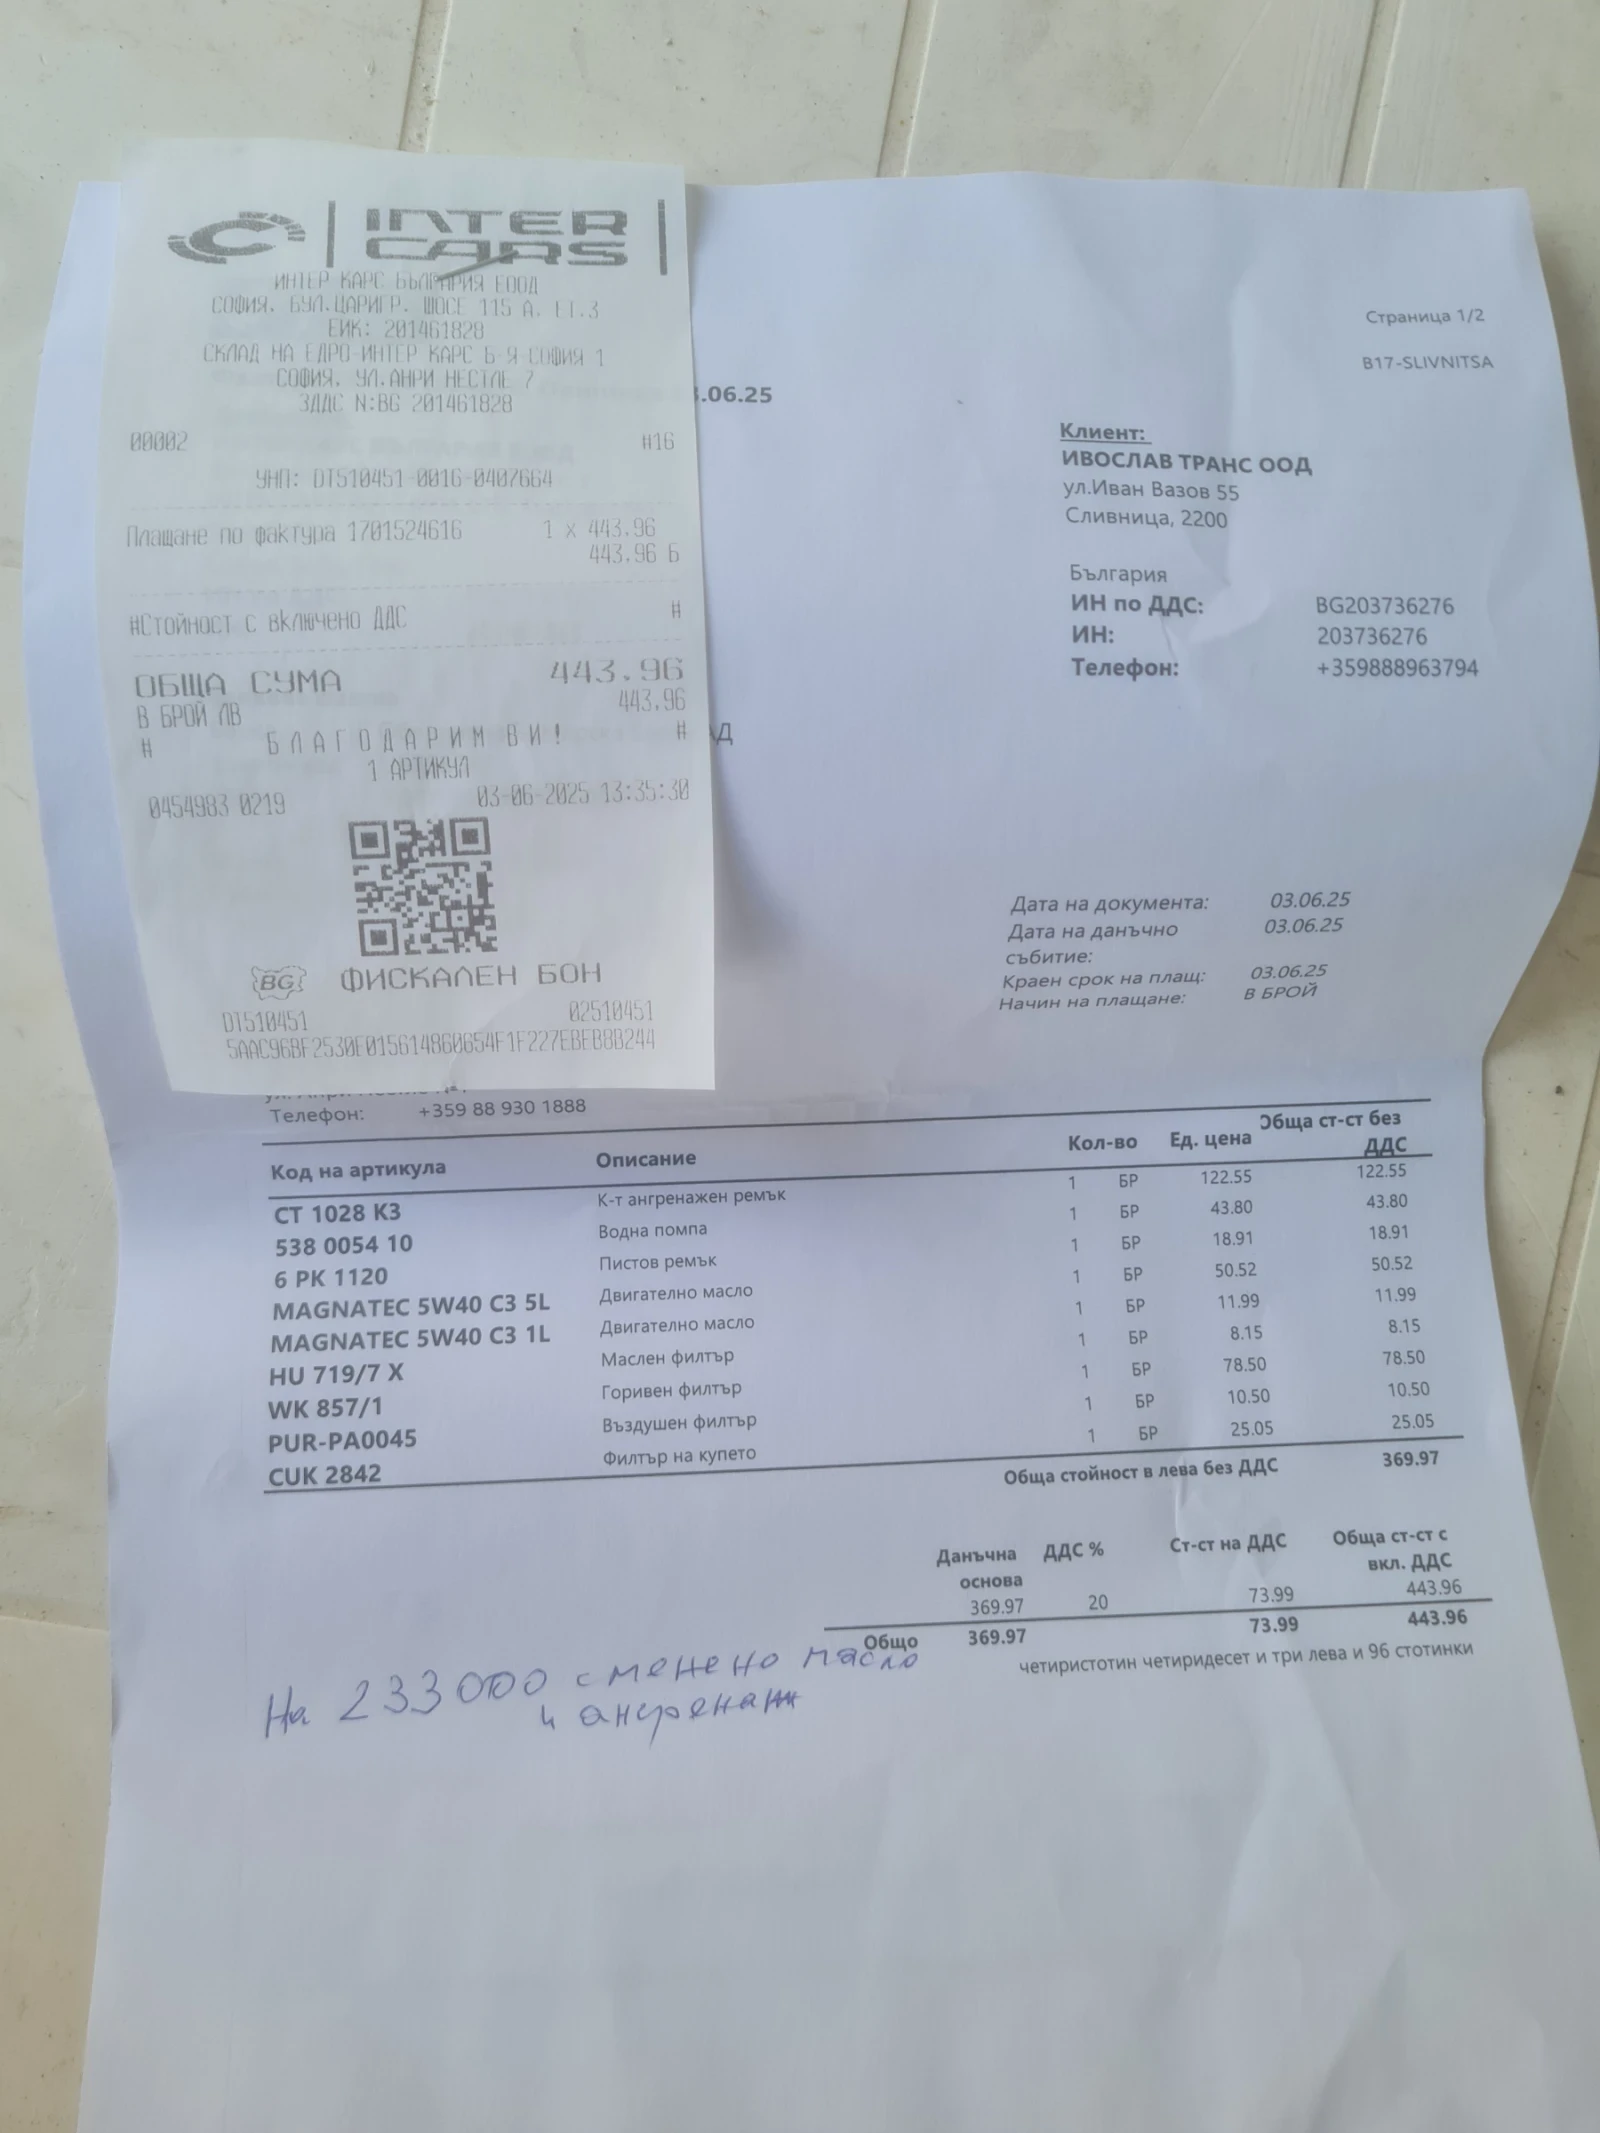 INTER
CARS
ИНТЕР КАРС БЪЛГАРИЯ ЕООД
СОФИЯ. БУЛ.ЦАРИГР. ШОСЕ 115 А. ЕТ.3
ЕИК: 201461828
СКЛАД НА ЕДРО-ИНТЕР КАРС Б-Я-СОФИЯ 1
СОФИЯ. УЛ.АНРИ НЕСТЛЕ 7
ЗДДС N:BG 201461828
00002 #16
УНП: DT510451-0016-0407664
Плащане по фактура 1701524616 1 x 443.96
443.96 Б
#Стойност с включено ДДС #
ОБЩА СУМА 443.96
В БРОЙ ЛВ 443.96
# БЛАГОДАРИМ ВИ! #
1 АРТИКУЛ
0454983 0219 03-06-2025 13:35:30
BG ФИСКАЛЕН БОН
DT510451 02510451
5AAC96BF2530E015614860654F1F227EBEBBB244
Страница 1/2
B17-SLIVNITSA
.06.25
Клиент:
ИВОСЛАВ ТРАНС ООД
ул.Иван Вазов 55
Сливница, 2200
България
ИН по ДДС: BG203736276
ИН: 203736276
Телефон: +359888963794
АД
Дата на документа: 03.06.25
Дата на данъчно 03.06.25
събитие:
Краен срок на плащ: 03.06.25
Начин на плащане: В БРОЙ
Телефон: +359 88 930 1888
Код на артикула Описание Кол-во Ед. цена Обща ст-ст без
ДДС
CT 1028 K3 К-т ангренажен ремък 1 БР 122.55 122.55
538 0054 10 Водна помпа 1 БР 43.80 43.80
6 PK 1120 Пистов ремък 1 БР 18.91 18.91
MAGNATEC 5W40 C3 5L Двигателно масло 1 БР 50.52 50.52
MAGNATEC 5W40 C3 1L Двигателно масло 1 БР 11.99 11.99
HU 719/7 X Маслен филтър 1 БР 8.15 8.15
WK 857/1 Горивен филтър 1 БР 78.50 78.50
PUR-PA0045 Въздушен филтър 1 БР 10.50 10.50
CUK 2842 Филтър на купето 1 БР 25.05 25.05
Обща стойност в лева без ДДС 369.97
Данъчна ДДС % Ст-ст на ДДС Обща ст-ст с
основа вкл. ДДС
369.97 20 73.99 443.96
Общо 369.97 73.99 443.96
четиристотин четиридесет и три лева и 96 стотинки
На 233000 сменено масло
и ангренаж